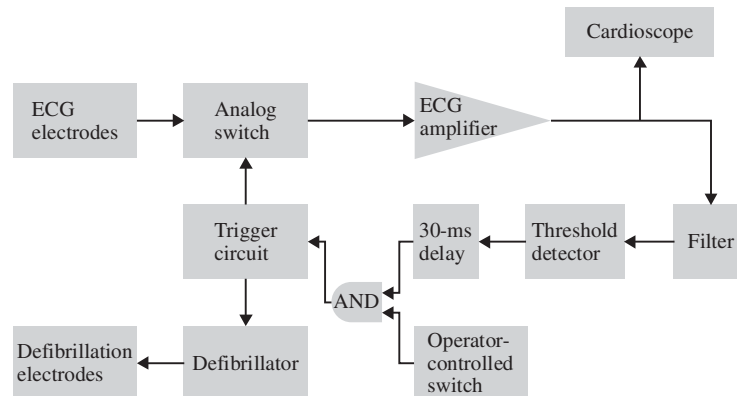 Cardioscope
ECG
electrodes
Analog
switch
ECG
amplifier
Trigger
circuit
30-ms
delay
Threshold
detector
Filter
AND
Operator-
controlled
switch
Defibrillation
electrodes
Defibrillator